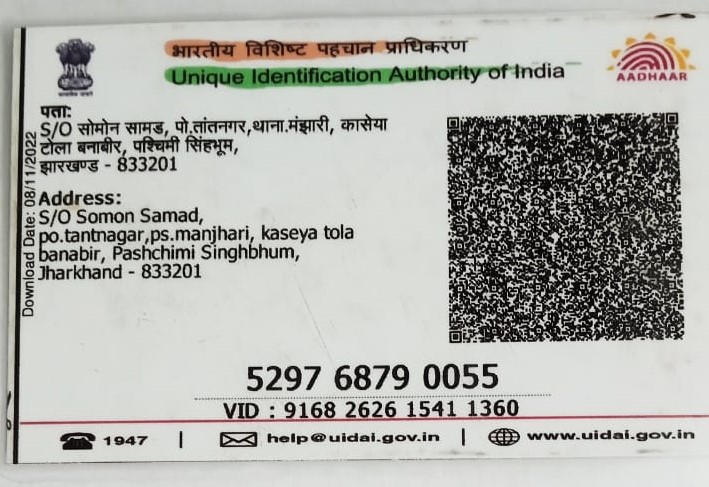 भारतीय विशिष्ट पहचान प्राधिकरण
Unique Identification Authority of India
AADHAAR
पता:
S/O सोमोन सामड, पो.तांतनगर,थाना.मंझारी, कासेया
टोला बनाबीर, पश्चिमी सिंहभूम,
झारखण्ड - 833201
Address:
S/O Somon Samad,
po.tantnagar,ps.manjhari, kaseya tola
banabir, Pashchimi Singhbhum,
Jharkhand - 833201
Download Date: 08/11/2022
5297 6879 0055
VID : 9168 2626 1541 1360
1947 | help@uidai.gov.in | www.uidai.gov.in